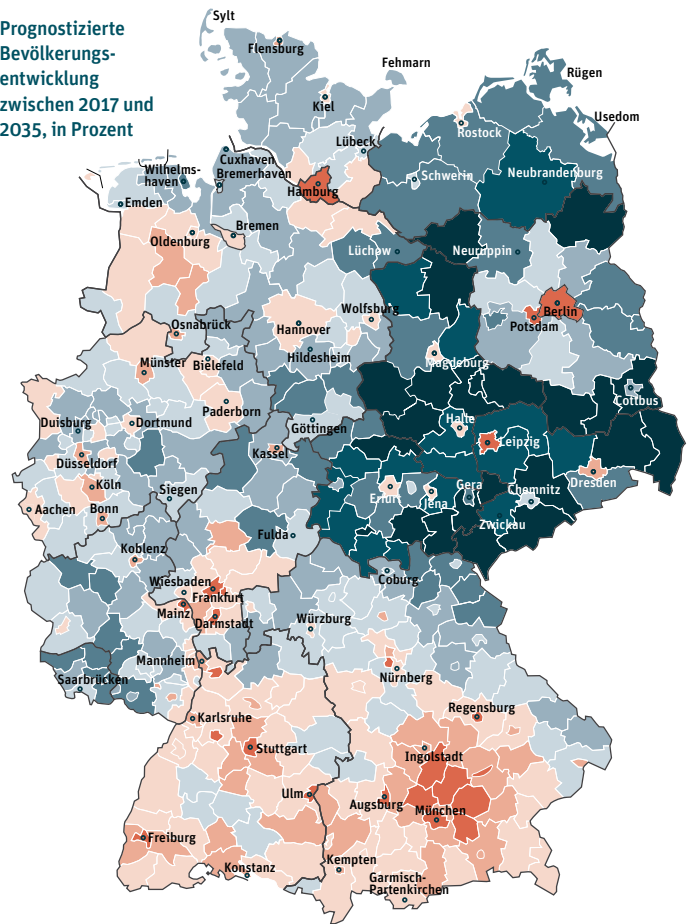 Prognostizierte
Bevölkerungs-
entwicklung
zwischen 2017 und
2035, in Prozent
Sylt
Flensburg
Fehmarn
Rügen
Kiel
Usedom
Rostock
Lübeck
Cuxhaven
Wilhelms-
haven
Bremerhaven
Schwerin
Neubrandenburg
Hamburg
Emden
Bremen
Oldenburg
Lüchow
Neuruppin
Wolfsburg
Berlin
Osnabrück
Hannover
Potsdam
Hildesheim
Münster
Bielefeld
Magdeburg
Cottbus
Paderborn
Duisburg
Dortmund
Göttingen
Halle
Leipzig
Kassel
Düsseldorf
Dresden
Köln
Siegen
Erfurt
Jena
Gera
Chemnitz
Aachen
Bonn
Zwickau
Fulda
Koblenz
Coburg
Wiesbaden
Frankfurt
Mainz
Darmstadt
Würzburg
Mannheim
Saarbrücken
Nürnberg
Karlsruhe
Regensburg
Stuttgart
Ingolstadt
Ulm
Augsburg
München
Freiburg
Kempten
Konstanz
Garmisch-
Partenkirchen